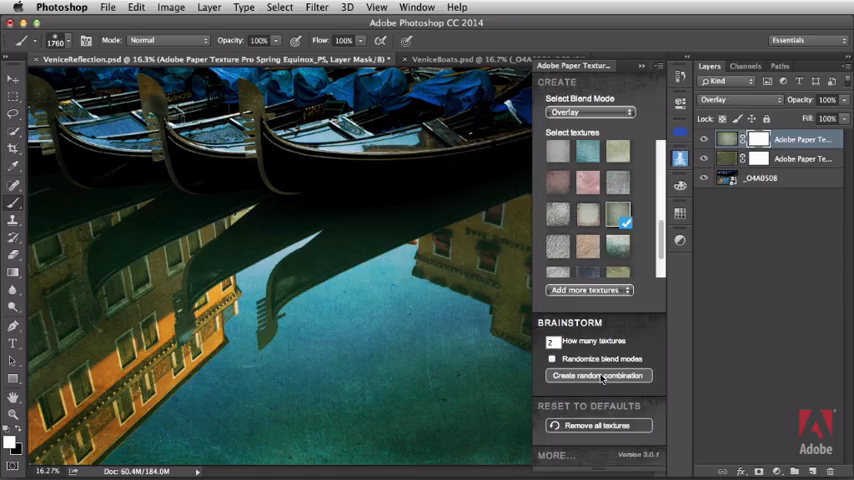 Photoshop File Edit Image Layer Type Select Filter 3D View Window Help
Adobe Photoshop CC 2014
1760 Mode: Normal Opacity: 100% Flow: 100% Essentials
VeniceReflection.psd @ 16.3% (Adobe Paper Texture Pro Spring Equinox_PS, Layer Mask/8) *
VeniceBoats.psd @ 16.7% (_O4A
Adobe Paper Textur...
CREATE
Select Blend Mode
Overlay
Select textures
Add more textures
BRAINSTORM
2 How many textures
Randomize blend modes
Create random combination
RESET TO DEFAULTS
Remove all textures
MORE... Version 3.0.1
Layers Channels Paths
Kind
Overlay Opacity: 100%
Lock: Fill: 100%
Adobe Paper Te...
Adobe Paper Te...
_O4A0508
16.27% Doc: 60.4M/184.0M
Adobe